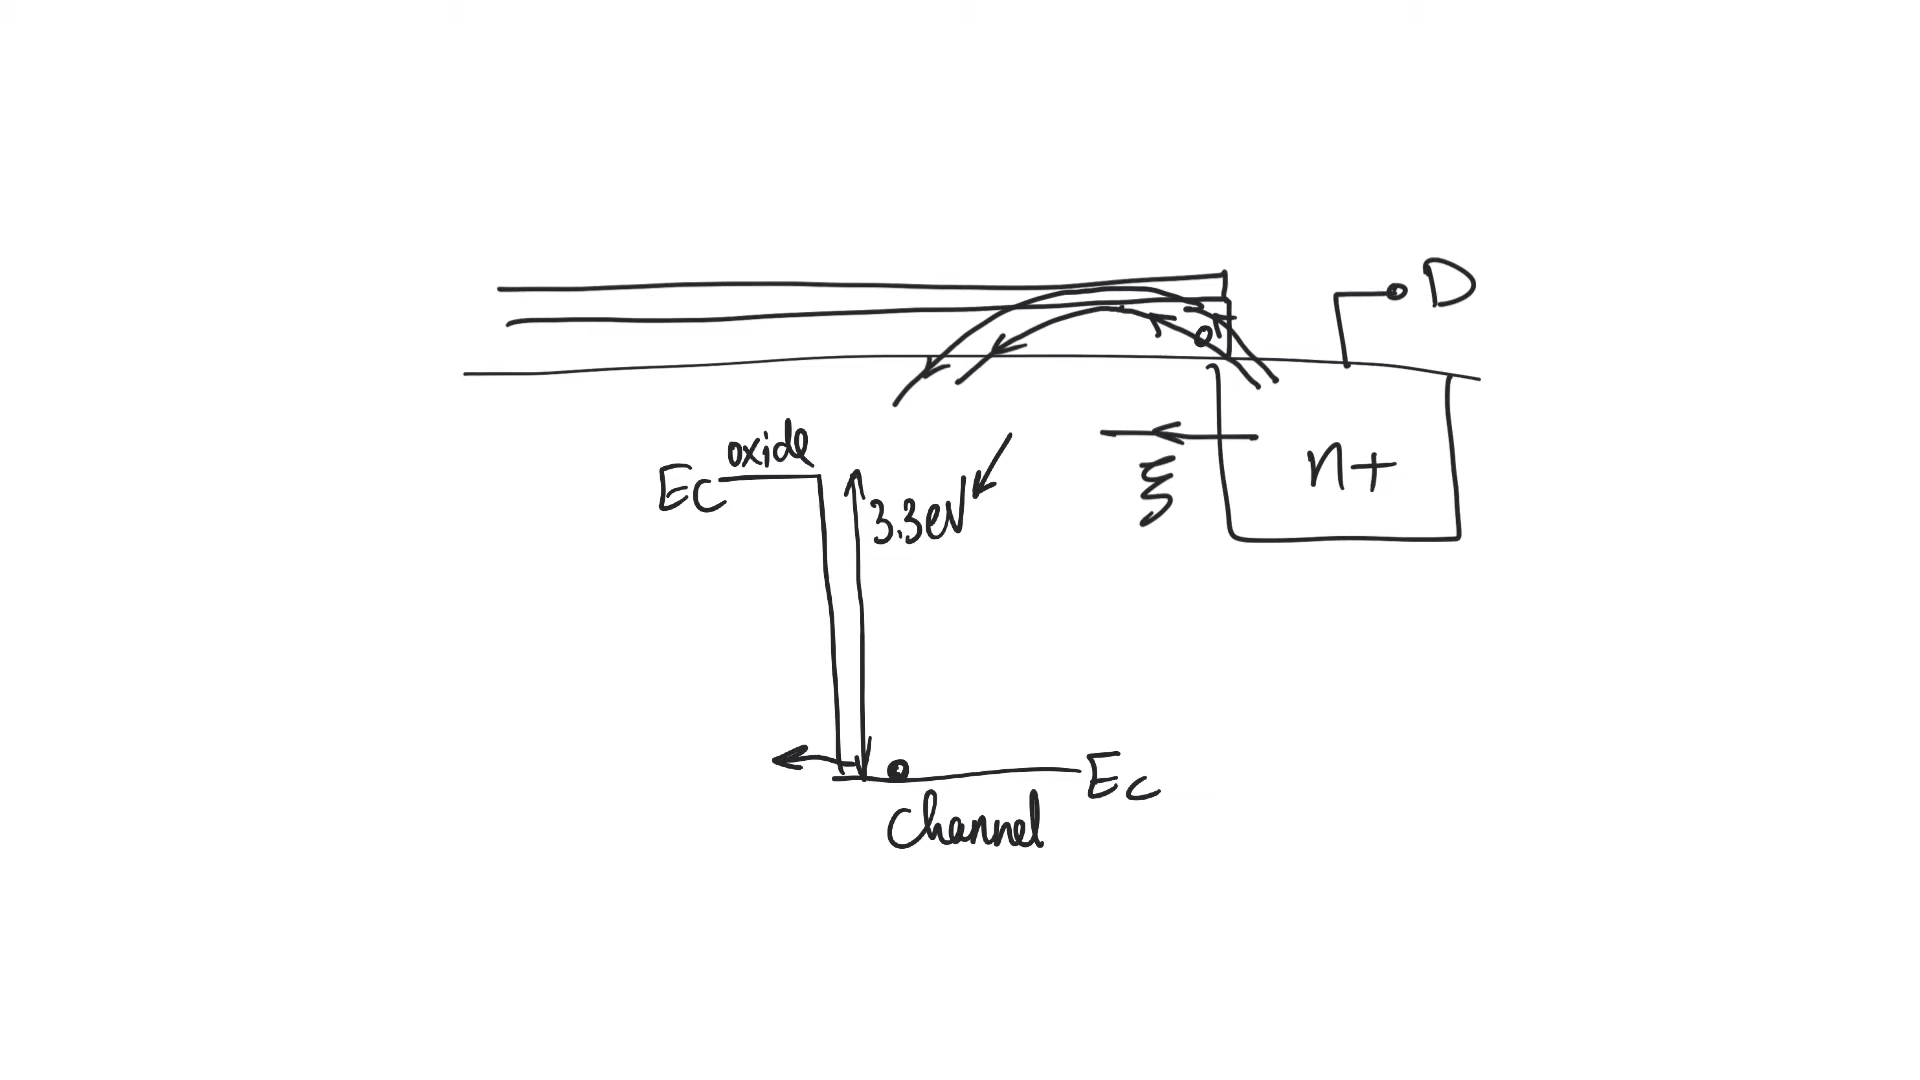 D
n+
ξ
oxide
Ec
3.3eV
Ec
Channel